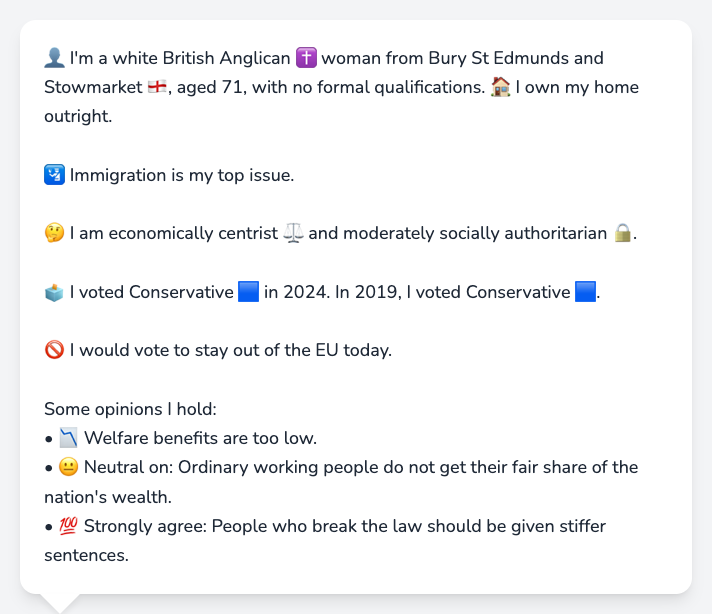 👤 I'm a white British Anglican ✝️ woman from Bury St Edmunds and
Stowmarket 🏴󠁧󠁢󠁥󠁮󠁧󠁿, aged 71, with no formal qualifications. 🏠 I own my home
outright.
🛂 Immigration is my top issue.
🤔 I am economically centrist ⚖️ and moderately socially authoritarian 🔒.
🗳️ I voted Conservative 🟦 in 2024. In 2019, I voted Conservative 🟦.
🚫 I would vote to stay out of the EU today.
Some opinions I hold:
• 📉 Welfare benefits are too low.
• 😐 Neutral on: Ordinary working people do not get their fair share of the
nation's wealth.
• 💯 Strongly agree: People who break the law should be given stiffer
sentences.